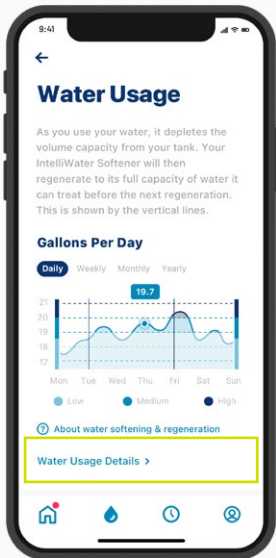 9:41
Water Usage
As you use your water, it depletes the
volume capacity from your tank. Your
IntelliWater Softener will then
regenerate to its full capacity of water it
can treat before the next regeneration.
This is shown by the vertical lines.
Gallons Per Day
Daily Weekly Monthly Yearly
19.7
21
20
19
18
17
Mon Tue Wed Thu Fri Sat Sun
Low Medium High
? About water softening & regeneration
Water Usage Details >